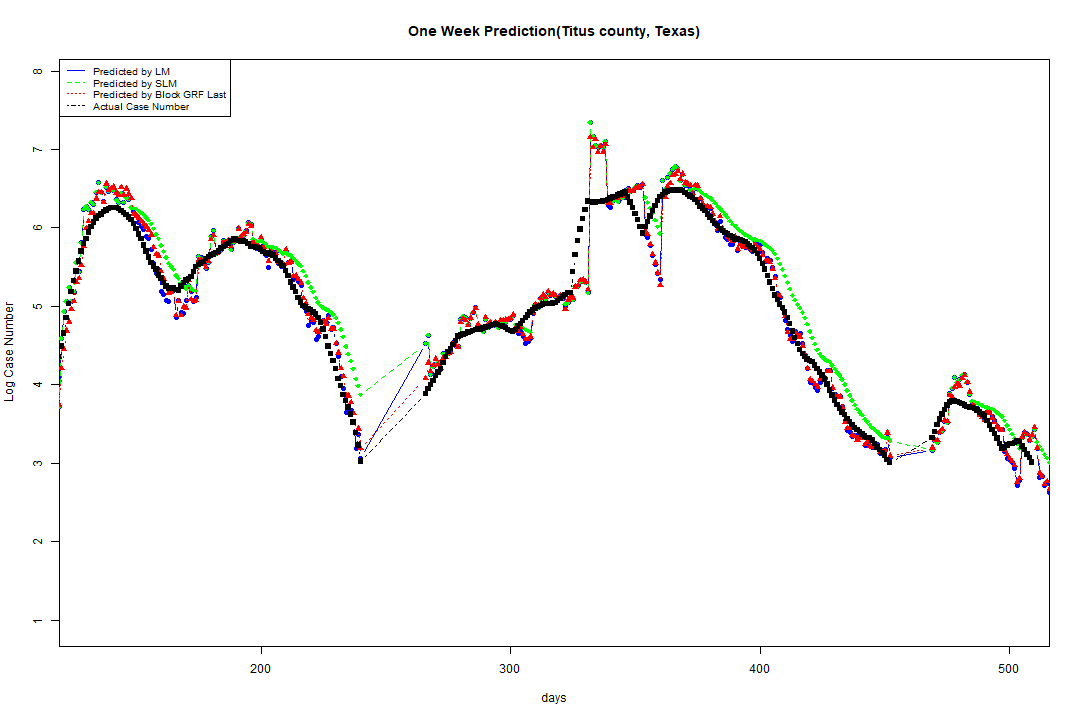 One Week Prediction(Titus county, Texas)
Predicted by LM
Predicted by SLM
Predicted by Block GRF Last
Actual Case Number
8
7
6
5
4
3
2
1
Log Case Number
200
300
400
500
days